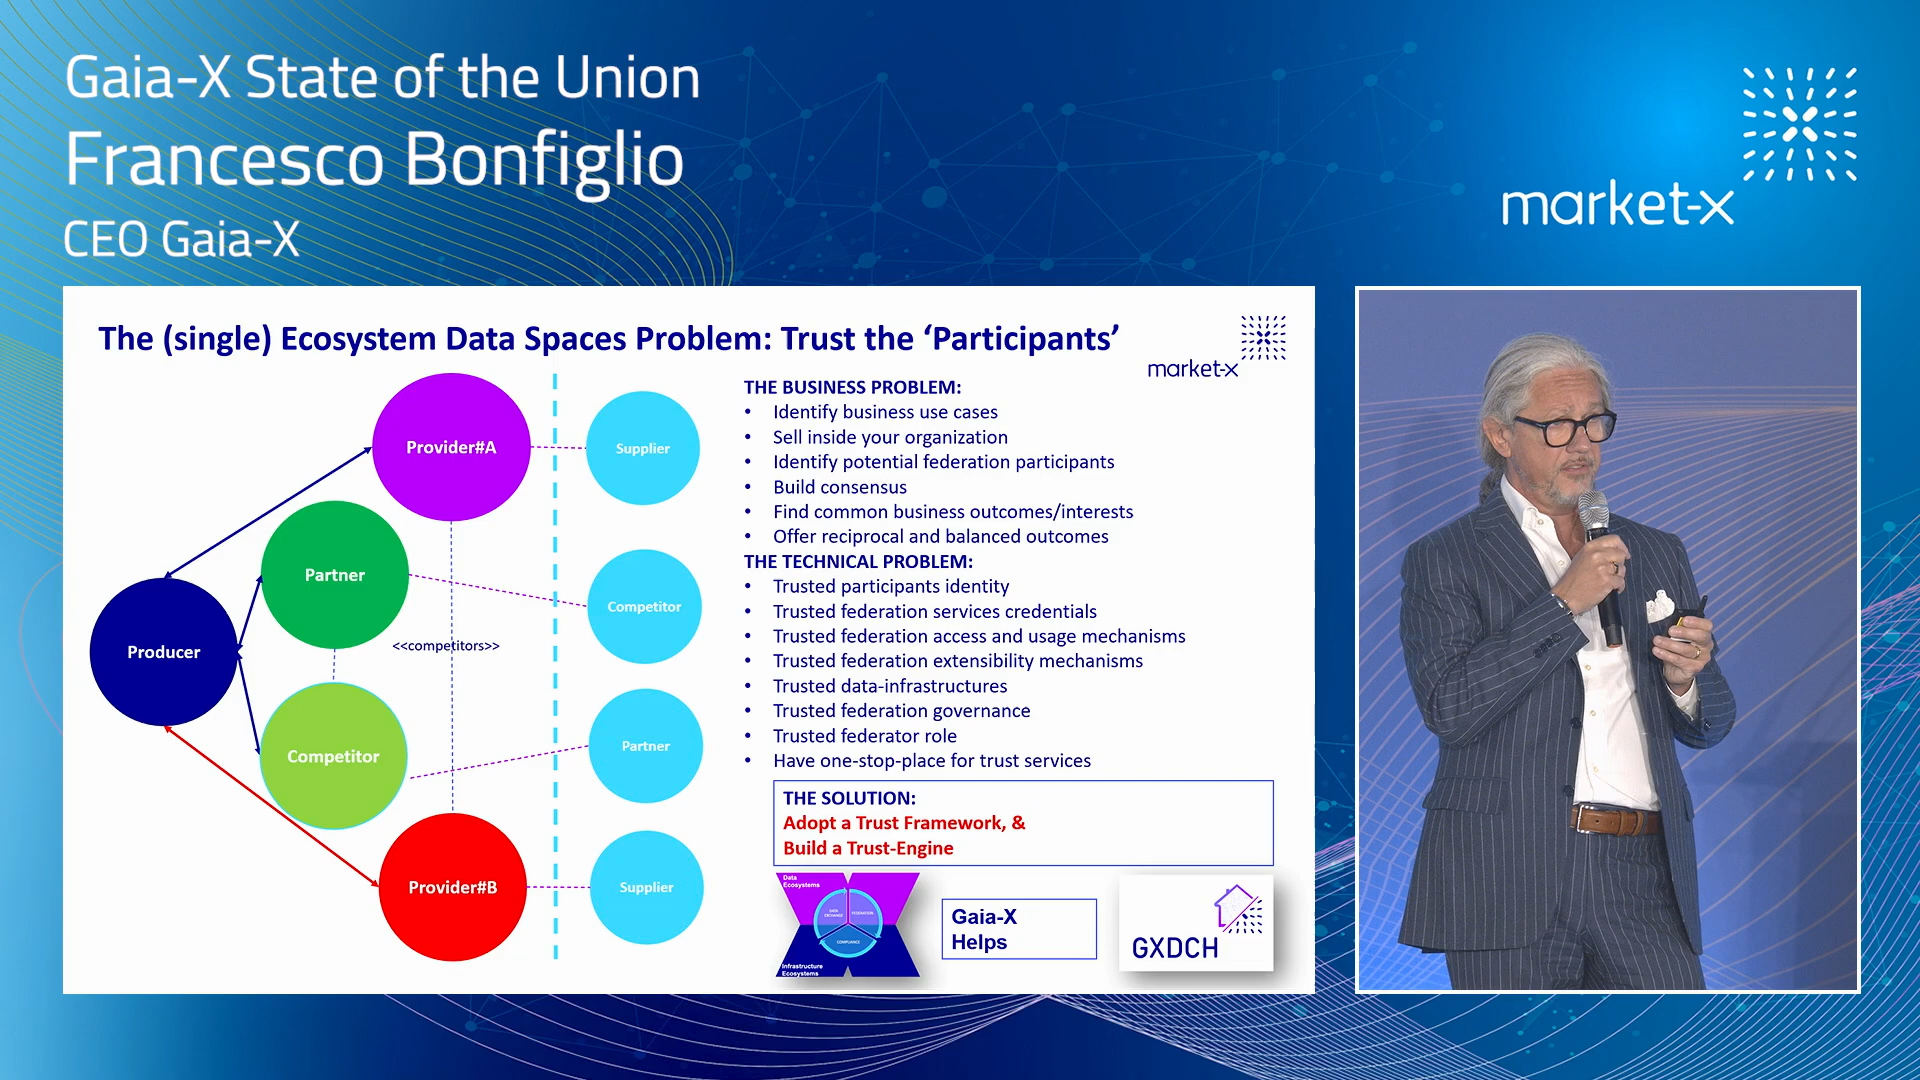 Gaia-X State of the Union
Francesco Bonfiglio
CEO Gaia-X
market-x
The (single) Ecosystem Data Spaces Problem: Trust the ‘Participants’
market-x
Provider#A
Supplier
Partner
Competitor
Producer
<<competitors>>
Competitor
Partner
Provider#B
Supplier
THE BUSINESS PROBLEM:
• Identify business use cases
• Sell inside your organization
• Identify potential federation participants
• Build consensus
• Find common business outcomes/interests
• Offer reciprocal and balanced outcomes
THE TECHNICAL PROBLEM:
• Trusted participants identity
• Trusted federation services credentials
• Trusted federation access and usage mechanisms
• Trusted federation extensibility mechanisms
• Trusted data-infrastructures
• Trusted federation governance
• Trusted federator role
• Have one-stop-place for trust services
THE SOLUTION:
Adopt a Trust Framework, &
Build a Trust-Engine
Data
Ecosystems
DATA
EXCHANGE
FEDERATION
COMPLIANCE
Infrastructure
Ecosystems
Gaia-X
Helps
GXDCH